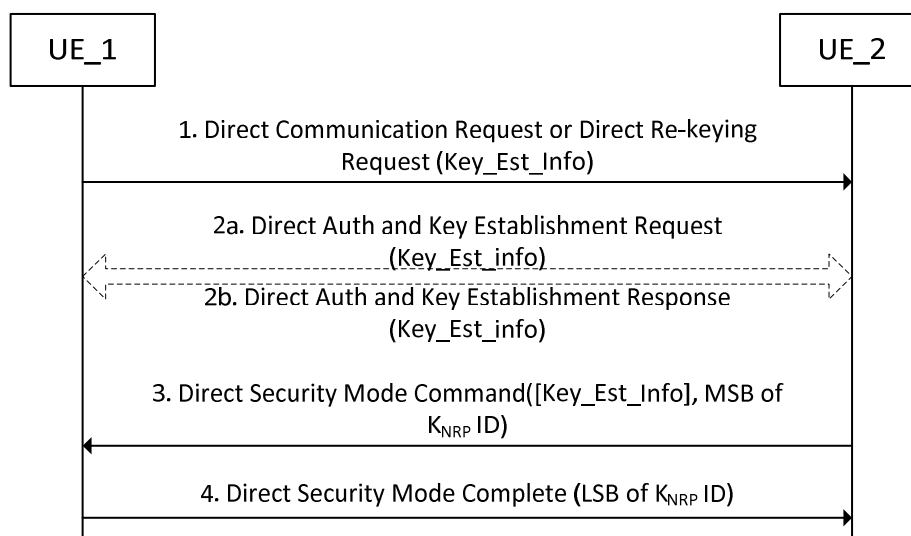 UE_1
UE_2
1. Direct Communication Request or Direct Re-keying
Request (Key_Est_Info)
2a. Direct Auth and Key Establishment Request
(Key_Est_info)
2b. Direct Auth and Key Establishment Response
(Key_Est_info)
3. Direct Security Mode Command([Key_Est_Info], MSB of
KNRP ID)
4. Direct Security Mode Complete (LSB of KNRP ID)